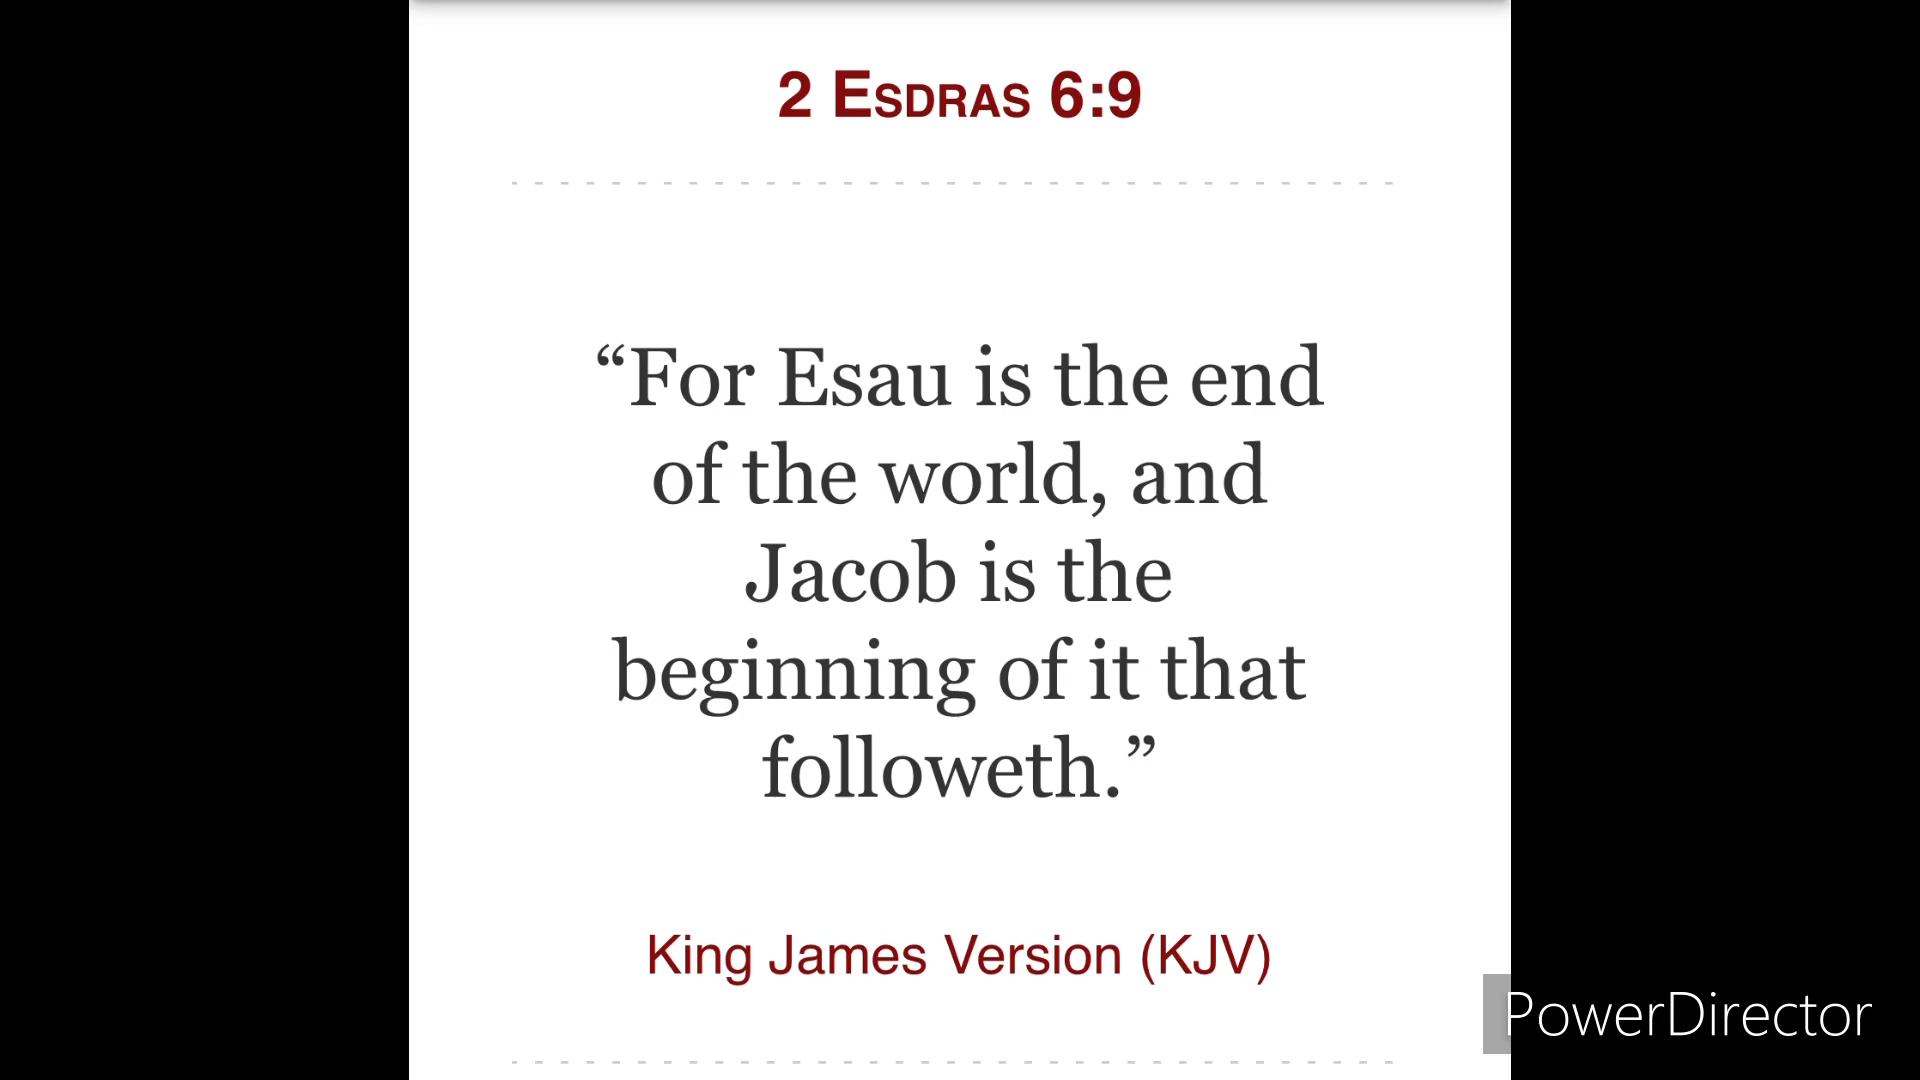 2 Esdras 6:9
“For Esau is the end
of the world, and
Jacob is the
beginning of it that
followeth.”
King James Version (KJV)
PowerDirector